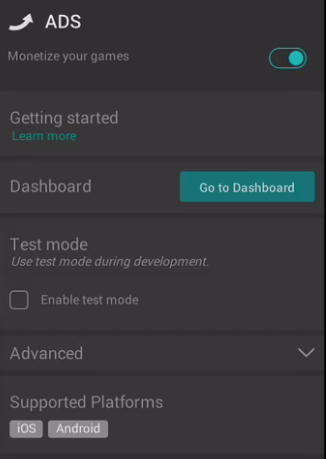 ADS
Monetize your games
Getting started
Learn more
Dashboard
Go to Dashboard
Test mode
Use test mode during development.
Enable test mode
Advanced
Supported Platforms
iOS Android